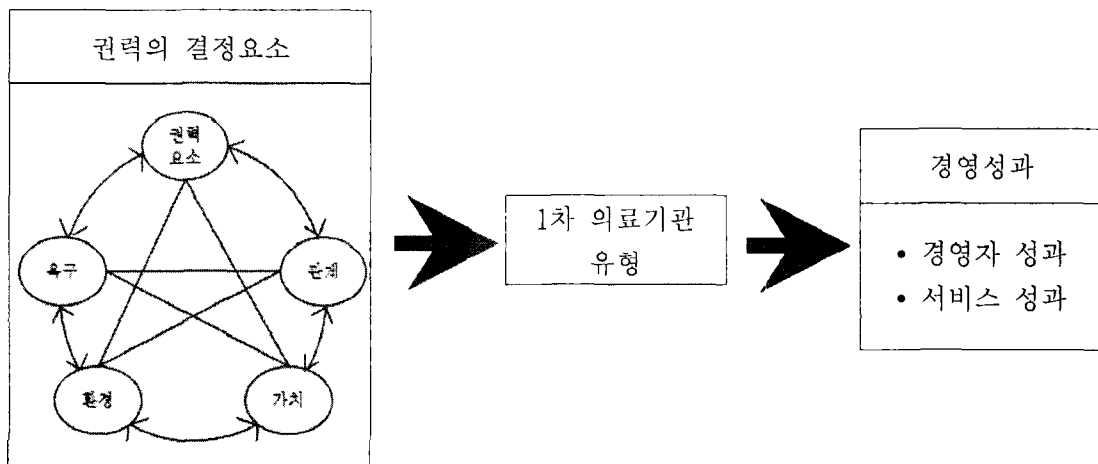 권력의 결정요소
권력
요소
욕구
관계
환경
가치
1차 의료기관
유형
경영성과
• 경영자 성과
• 서비스 성과